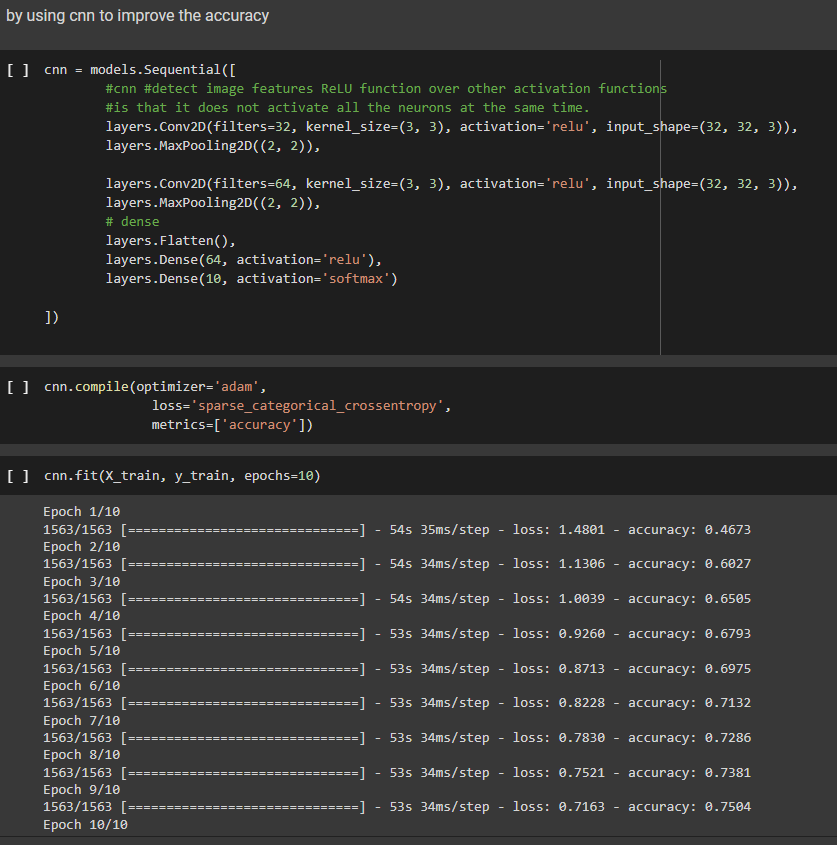 by using cnn to improve the accuracy
[ ] cnn = models.Sequential([
        #cnn #detect image features ReLU function over other activation functions
        #is that it does not activate all the neurons at the same time.
        layers.Conv2D(filters=32, kernel_size=(3, 3), activation='relu', input_shape=(32, 32, 3)),
        layers.MaxPooling2D((2, 2)),
        layers.Conv2D(filters=64, kernel_size=(3, 3), activation='relu', input_shape=(32, 32, 3)),
        layers.MaxPooling2D((2, 2)),
        # dense
        layers.Flatten(),
        layers.Dense(64, activation='relu'),
        layers.Dense(10, activation='softmax')
])
[ ] cnn.compile(optimizer='adam',
              loss='sparse_categorical_crossentropy',
              metrics=['accuracy'])
[ ] cnn.fit(X_train, y_train, epochs=10)
Epoch 1/10
1563/1563 [==============================] - 54s 35ms/step - loss: 1.4801 - accuracy: 0.4673
Epoch 2/10
1563/1563 [==============================] - 54s 34ms/step - loss: 1.1306 - accuracy: 0.6027
Epoch 3/10
1563/1563 [==============================] - 54s 34ms/step - loss: 1.0039 - accuracy: 0.6505
Epoch 4/10
1563/1563 [==============================] - 53s 34ms/step - loss: 0.9260 - accuracy: 0.6793
Epoch 5/10
1563/1563 [==============================] - 53s 34ms/step - loss: 0.8713 - accuracy: 0.6975
Epoch 6/10
1563/1563 [==============================] - 53s 34ms/step - loss: 0.8228 - accuracy: 0.7132
Epoch 7/10
1563/1563 [==============================] - 53s 34ms/step - loss: 0.7830 - accuracy: 0.7286
Epoch 8/10
1563/1563 [==============================] - 53s 34ms/step - loss: 0.7521 - accuracy: 0.7381
Epoch 9/10
1563/1563 [==============================] - 53s 34ms/step - loss: 0.7163 - accuracy: 0.7504
Epoch 10/10